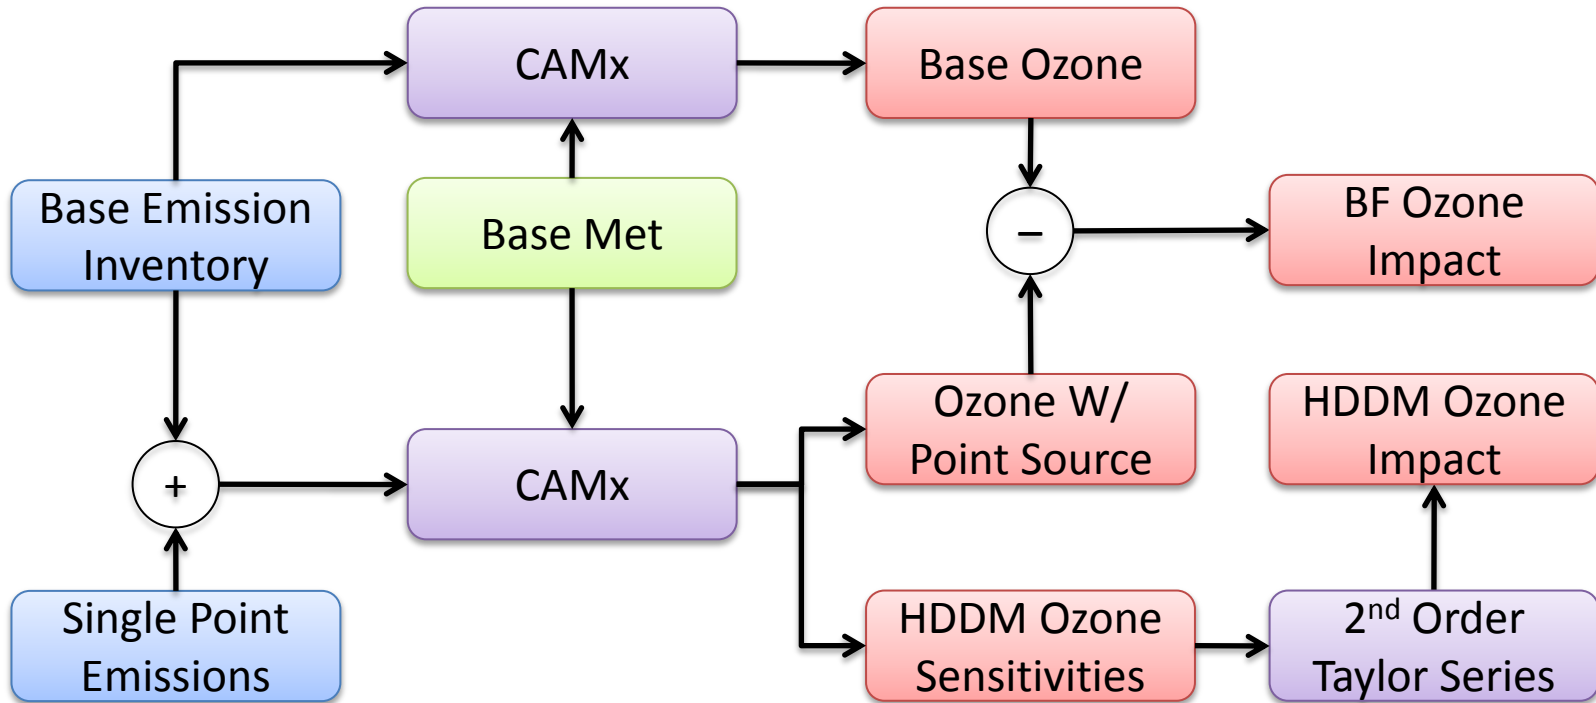 CAMx
Base Ozone
Base Emission
Inventory
Base Met
−
BF Ozone
Impact
+
CAMx
Ozone W/
Point Source
HDDM Ozone
Impact
Single Point
Emissions
HDDM Ozone
Sensitivities
2nd Order
Taylor Series